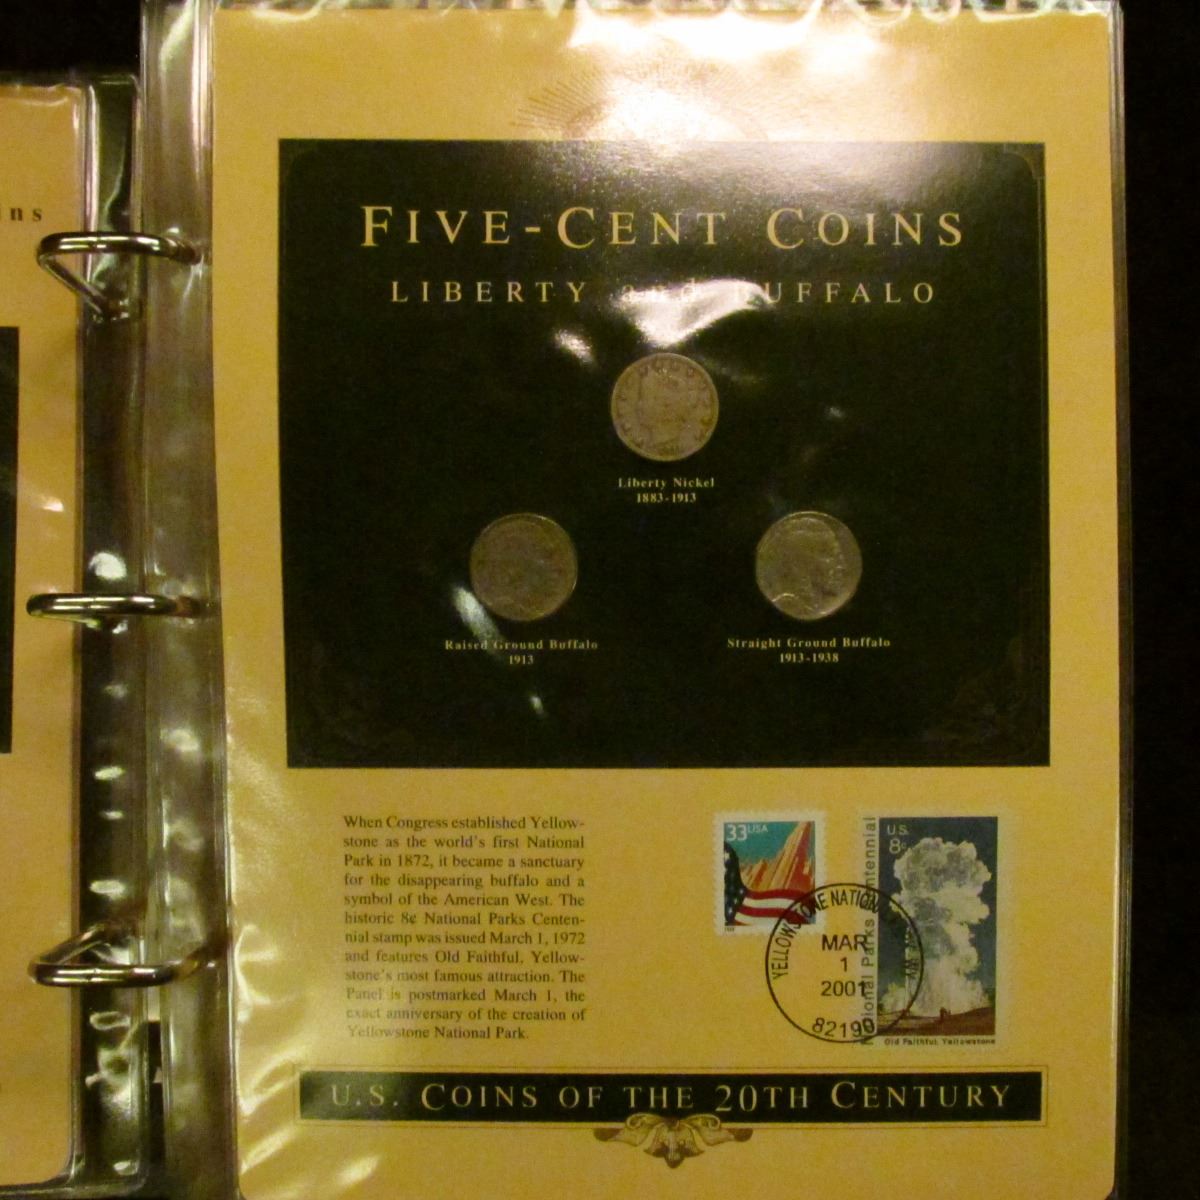 ins
FIVE-CENT COINS
LIBERTY and BUFFALO
Liberty Nickel
1883-1913
Raised Ground Buffalo
1913
Straight Ground Buffalo
1913-1938
When Congress established Yellow-
stone as the world's first National
Park in 1872, it became a sanctuary
for the disappearing buffalo and a
symbol of the American West. The
historic 8¢ National Parks Centen-
nial stamp was issued March 1, 1972
and features Old Faithful, Yellow-
stone's most famous attraction. The
Panel is postmarked March 1, the
exact anniversary of the creation of
Yellowstone National Park.
33 USA
U.S.
8c
National Parks Centennial
Old Faithful, Yellowstone
YELLOWSTONE NATIONAL
MAR
1
2001
82190
U.S. COINS OF THE 20TH CENTURY